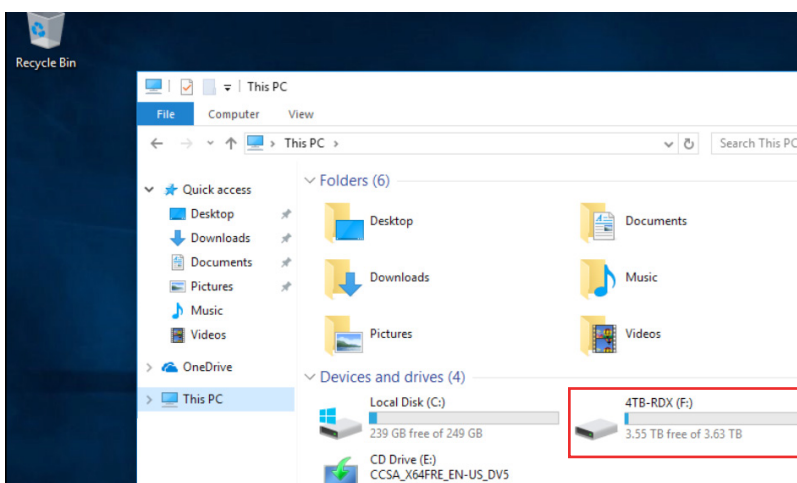 Recycle Bin
This PC
File Computer View
This PC
Search This PC
Quick access
Desktop
Downloads
Documents
Pictures
Music
Videos
OneDrive
This PC
Folders (6)
Desktop
Documents
Downloads
Music
Pictures
Videos
Devices and drives (4)
Local Disk (C:)
239 GB free of 249 GB
4TB-RDX (F:)
3.55 TB free of 3.63 TB
CD Drive (E:)
CCSA_X64FRE_EN-US_DV5